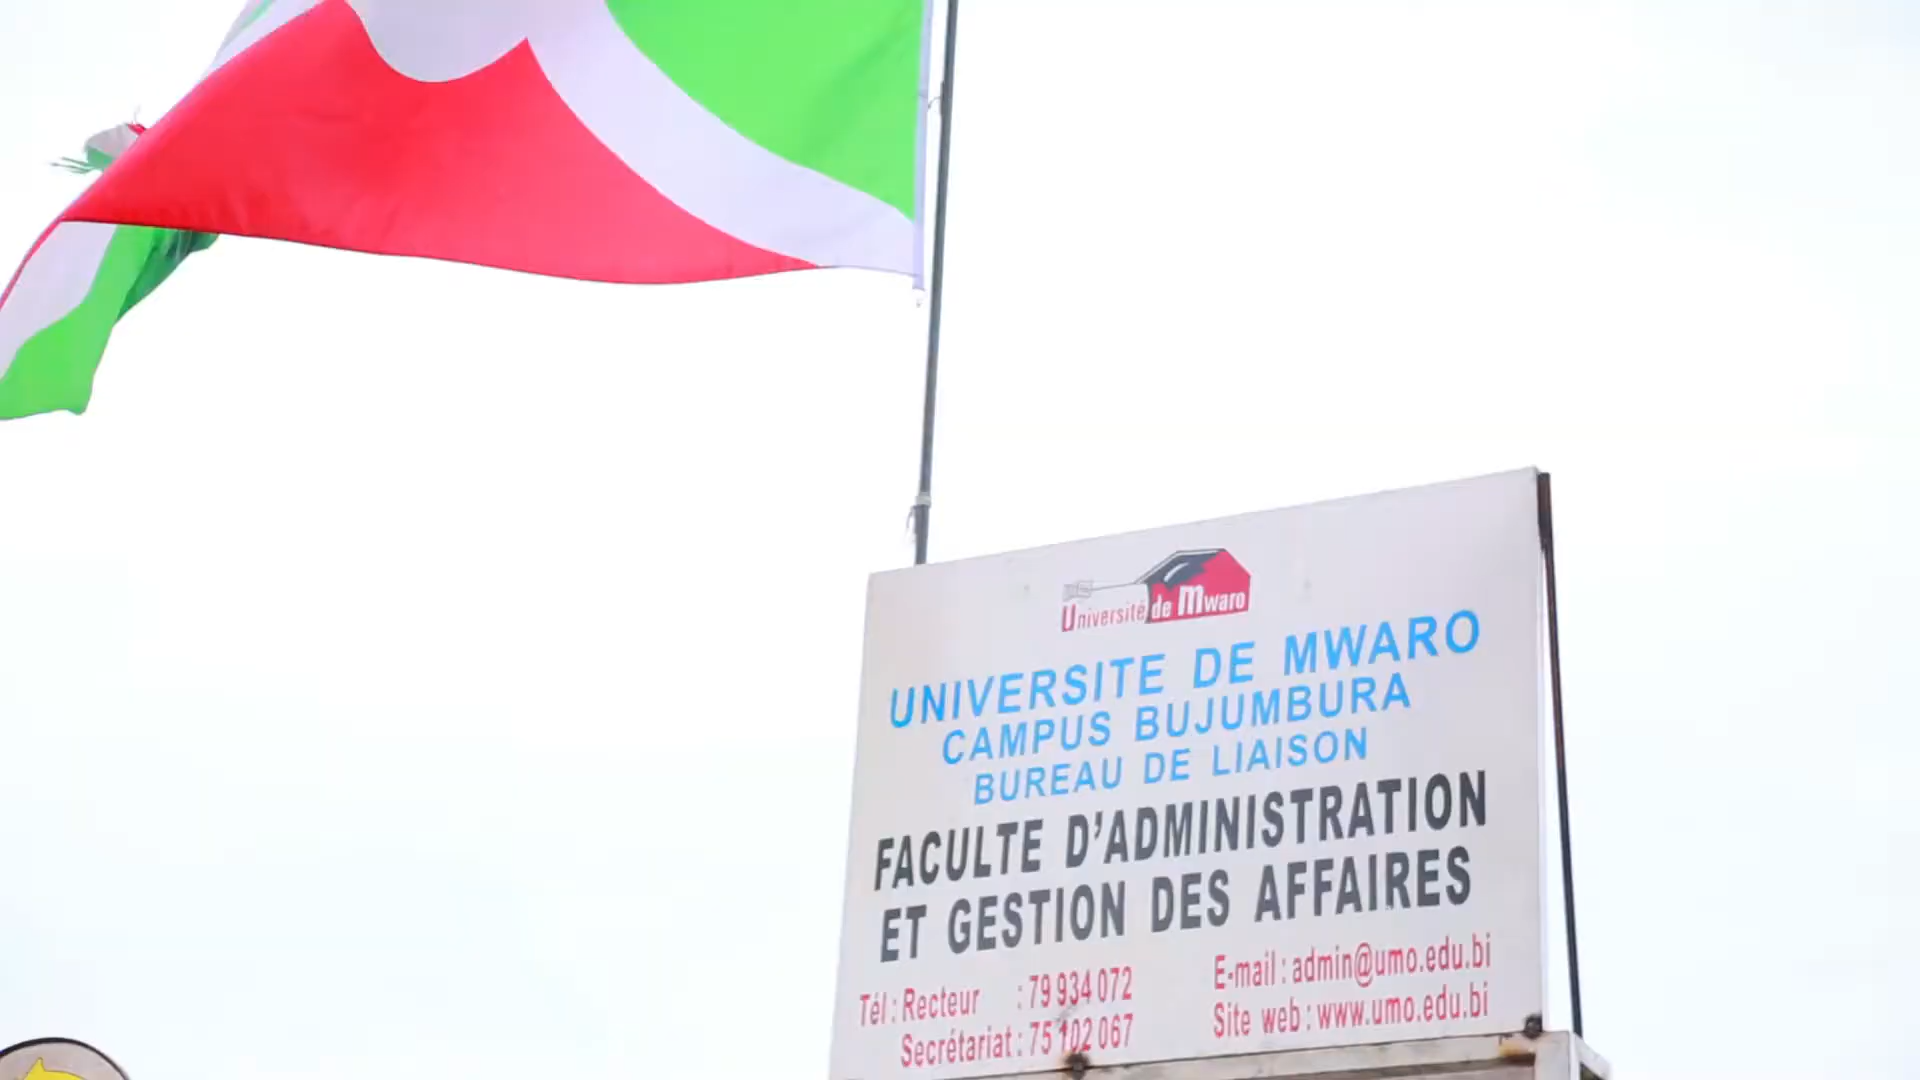 Université de Mwaro
UNIVERSITE DE MWARO
CAMPUS BUJUMBURA
BUREAU DE LIAISON
FACULTE D'ADMINISTRATION
ET GESTION DES AFFAIRES
Tél : Recteur : 79 934 072
E-mail : admin@umo.edu.bi
Secrétariat : 75 102 067
Site web : www.umo.edu.bi